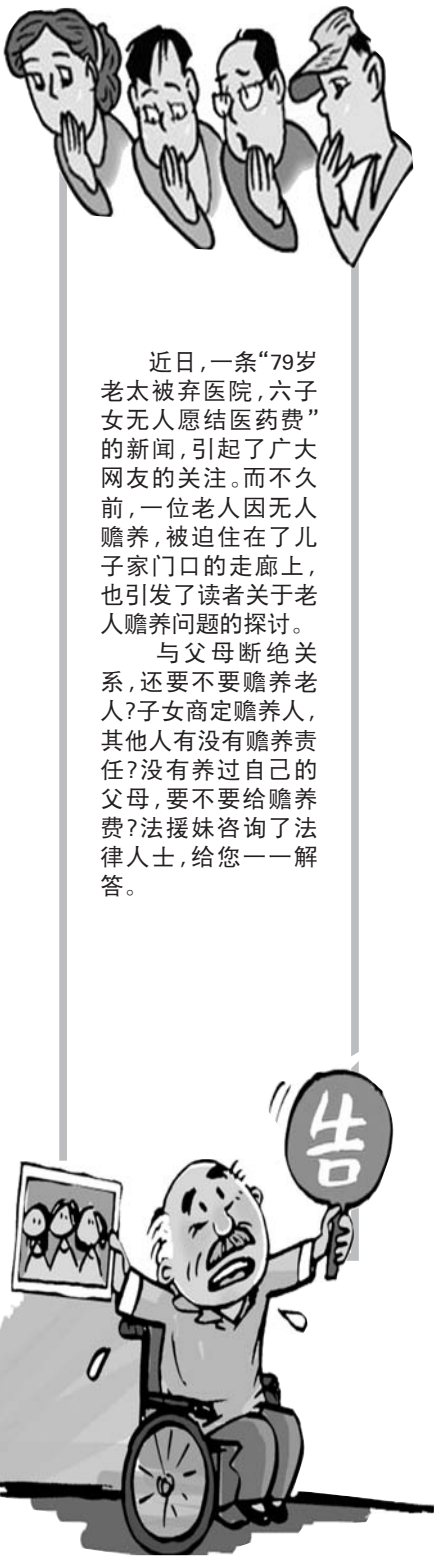 近日,一条“79岁
老太被弃医院,六子
女无人愿结医药费”
的新闻,引起了广大
网友的关注。而不久
前,一位老人因无人
赡养,被迫住在了儿
子家门口的走廊上,
也引发了读者关于老
人赡养问题的探讨。
与父母断绝关
系,还要不要赡养老
人?子女商定赡养人,
其他人有没有赡养责
任?没有养过自己的
父母,要不要给赡养
费?法援妹咨询了法
律人士,给您一一解
答。
告